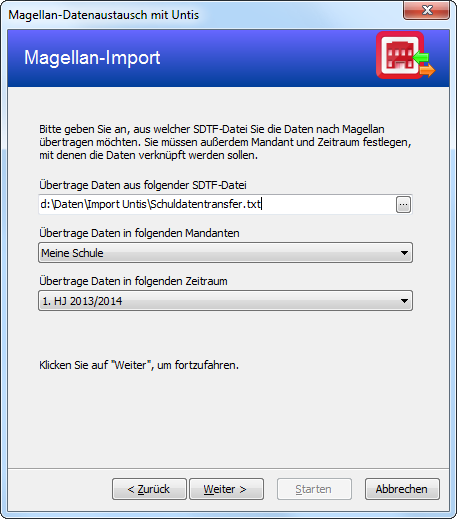 Magellan-Datenaustausch mit Untis
Magellan-Import
Bitte geben Sie an, aus welcher SDTF-Datei Sie die Daten nach Magellan
übertragen möchten. Sie müssen außerdem Mandant und Zeitraum festlegen,
mit denen die Daten verknüpft werden sollen.
Übertrage Daten aus folgender SDTF-Datei
d:\Daten\Import Untis\Schuldatentransfer.txt
...
Übertrage Daten in folgenden Mandanten
Meine Schule
Übertrage Daten in folgenden Zeitraum
1. HJ 2013/2014
Klicken Sie auf "Weiter", um fortzufahren.
< Zurück Weiter > Starten Abbrechen